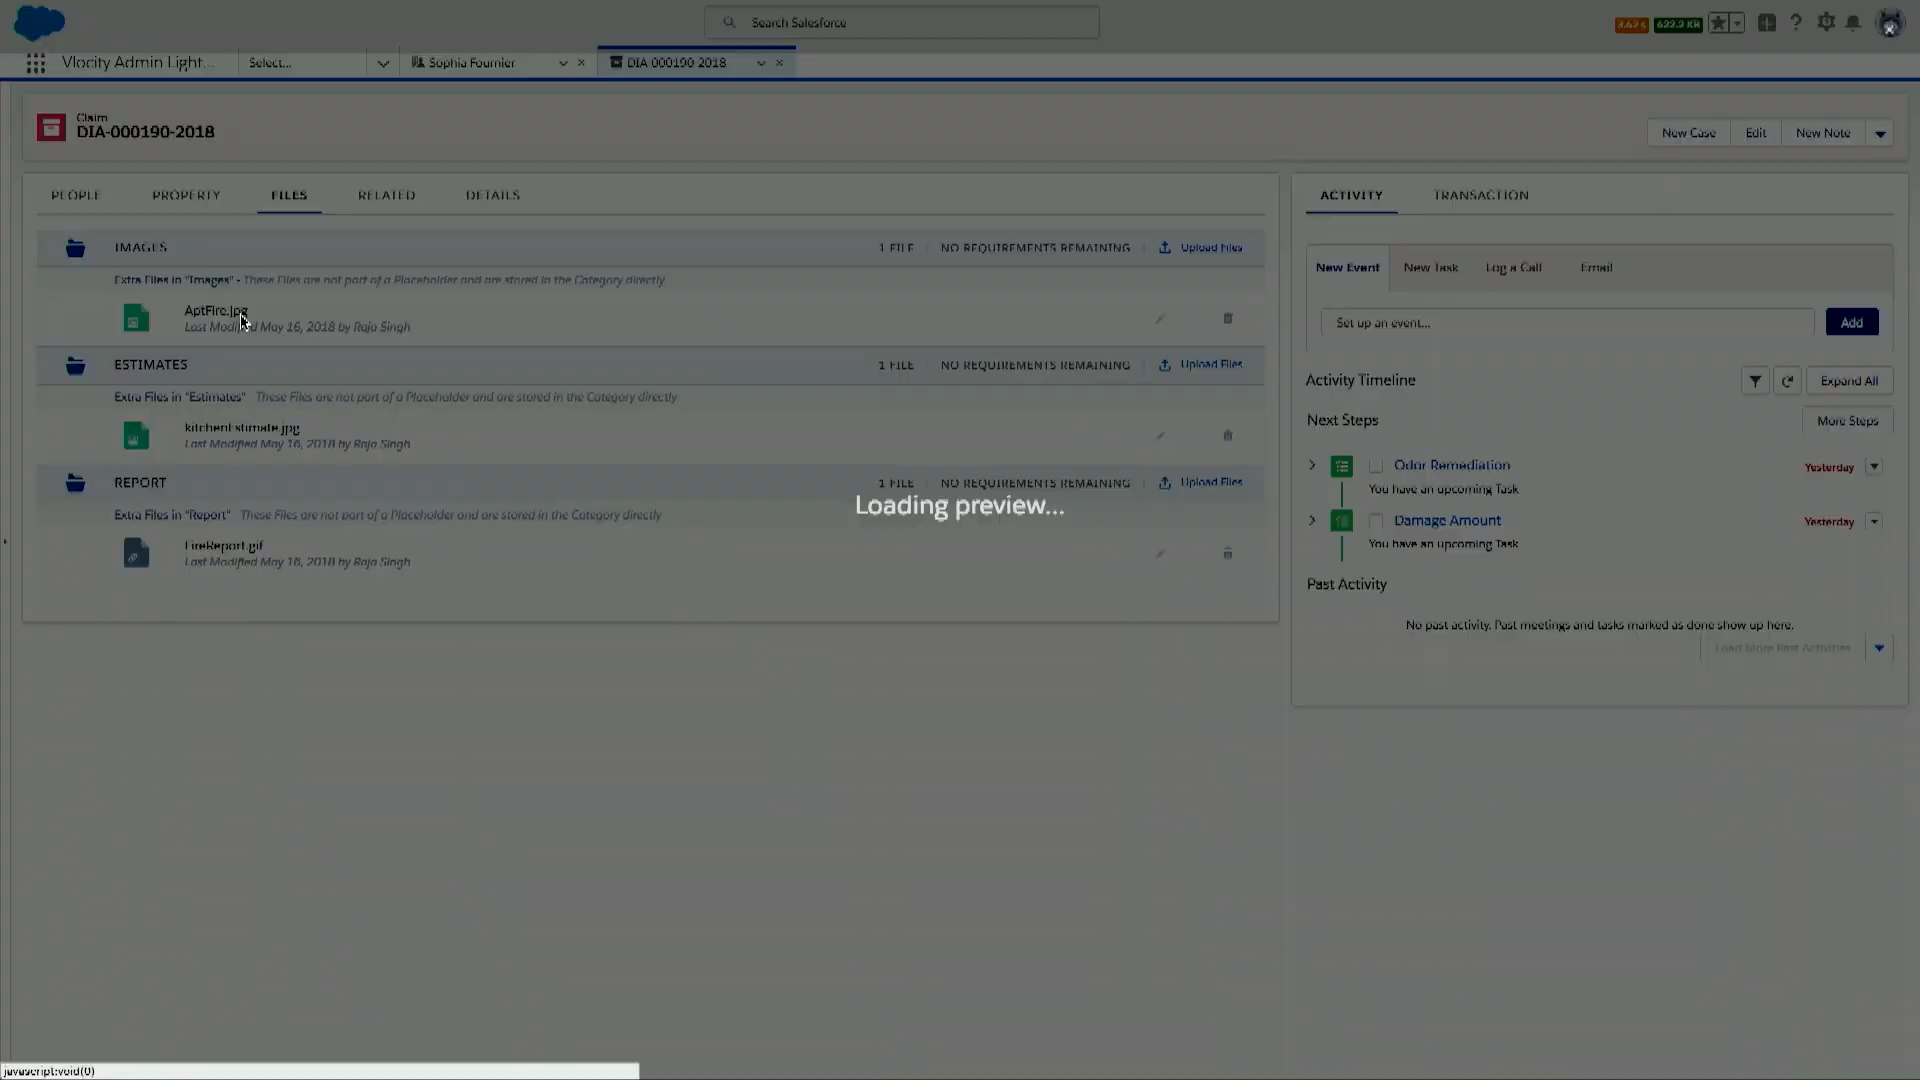 Search Salesforce
3.62 s
622.2 KB
Vlocity Admin Light...
Select...
Sophia Fournier
DIA-000190-2018
Claim
DIA-000190-2018
New Case
Edit
New Note
PEOPLE
PROPERTY
FILES
RELATED
DETAILS
IMAGES
1 FILE
NO REQUIREMENTS REMAINING
Upload Files
Extra Files in "Images" - These Files are not part of a Placeholder and are stored in the Category directly
AptFire.jpg
Last Modified May 16, 2018 by Raja Singh
ESTIMATES
1 FILE
NO REQUIREMENTS REMAINING
Upload Files
Extra Files in "Estimates" These Files are not part of a Placeholder and are stored in the Category directly
kitchenEstimate.jpg
Last Modified May 16, 2018 by Raja Singh
REPORT
1 FILE
NO REQUIREMENTS REMAINING
Upload Files
Loading preview...
Extra Files in "Report" These Files are not part of a Placeholder and are stored in the Category directly
FireReport.gif
Last Modified May 16, 2018 by Raja Singh
ACTIVITY
TRANSACTION
New Event
New Task
Log a Call
Email
Set up an event...
Add
Activity Timeline
Expand All
Next Steps
More Steps
Odor Remediation
Yesterday
You have an upcoming Task
Damage Amount
Yesterday
You have an upcoming Task
Past Activity
No past activity. Past meetings and tasks marked as done show up here.
Load More Past Activities
javascript:void(0)